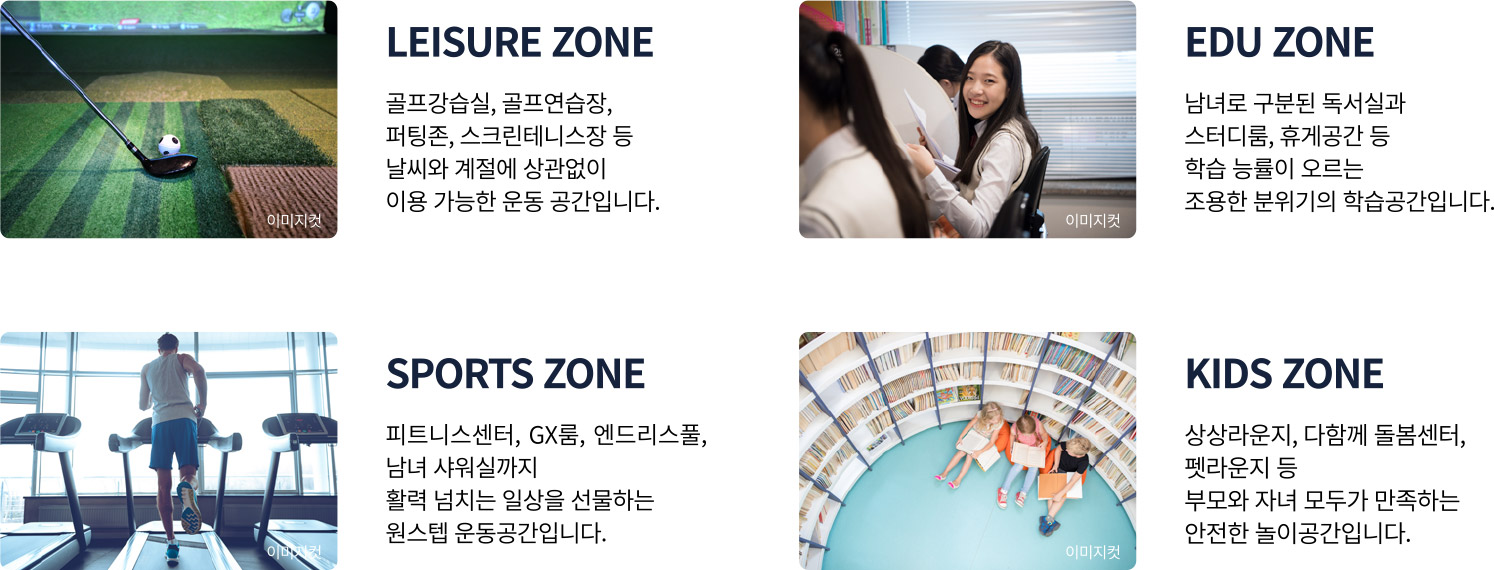 LEISURE ZONE
골프강습실, 골프연습장,
퍼팅존, 스크린테니스장 등
날씨와 계절에 상관없이
이용 가능한 운동 공간입니다.
이미지컷
EDU ZONE
남녀로 구분된 독서실과
스터디룸, 휴게공간 등
학습 능률이 오르는
조용한 분위기의 학습공간입니다.
이미지컷
SPORTS ZONE
피트니스센터, GX룸, 엔드리스풀,
남녀 샤워실까지
활력 넘치는 일상을 선물하는
원스텝 운동공간입니다.
이미지컷
KIDS ZONE
상상라운지, 다함께 돌봄센터,
펫라운지 등
부모와 자녀 모두가 만족하는
안전한 놀이공간입니다.
이미지컷